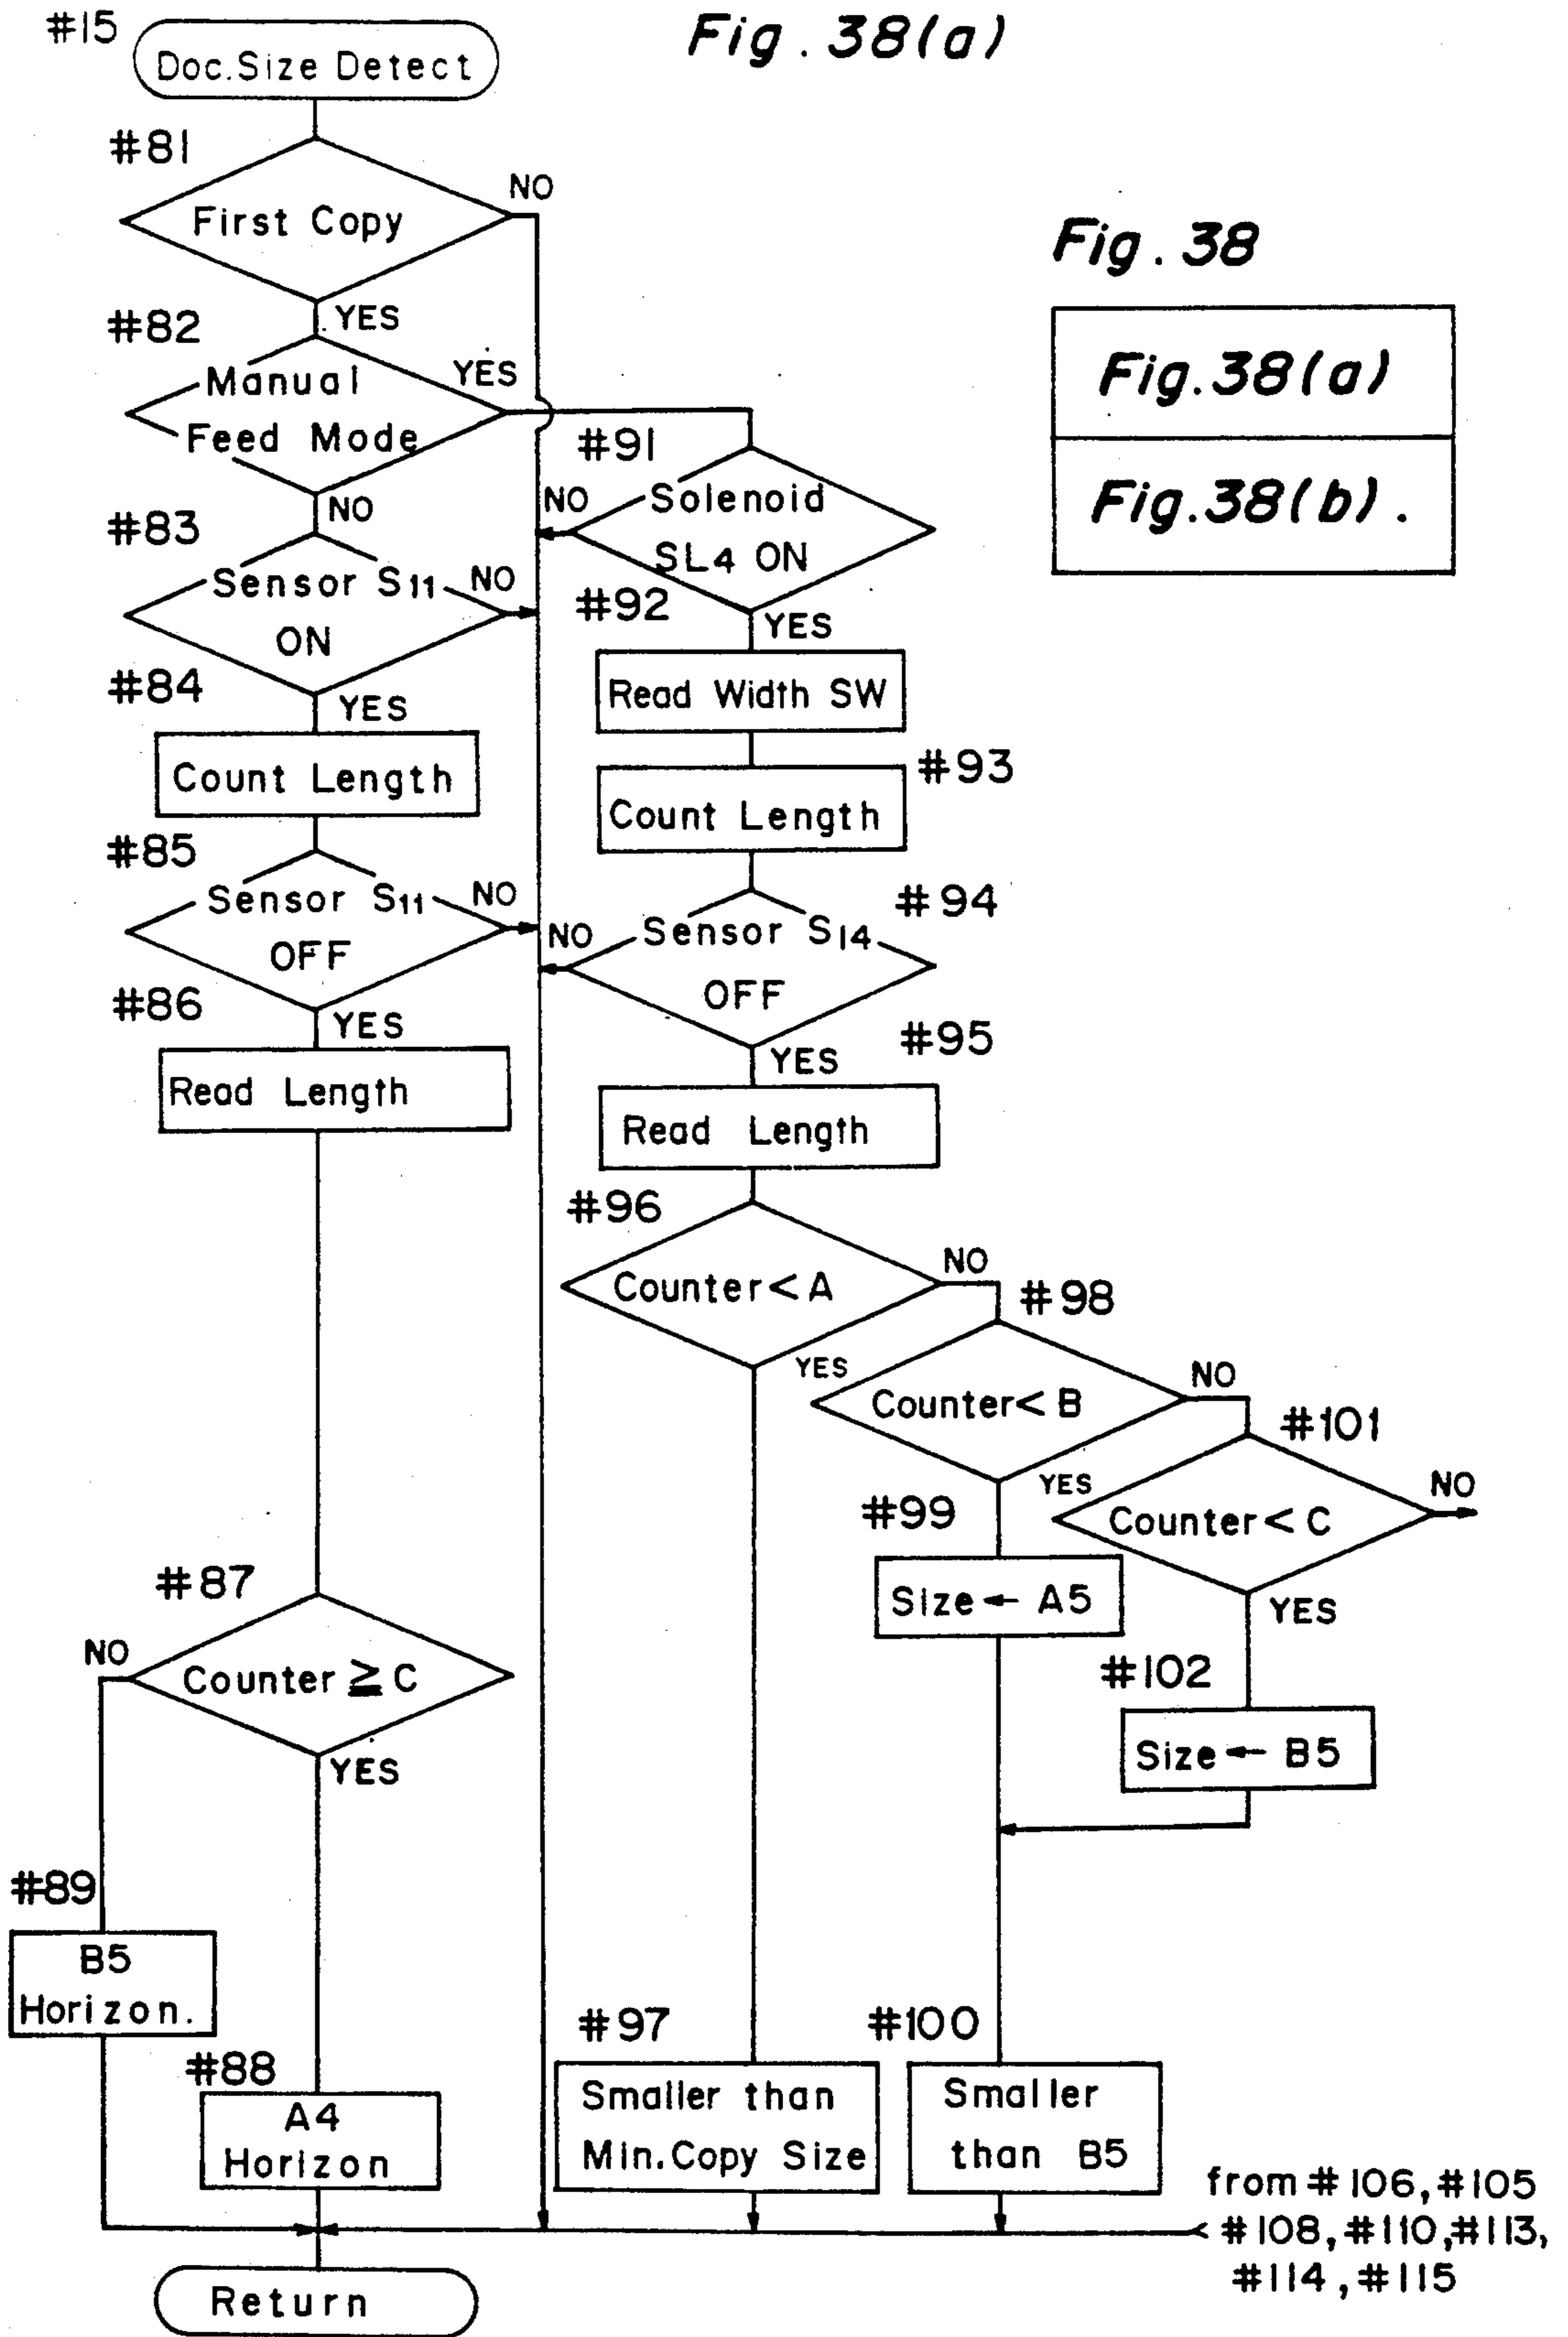 Fig. 38(a)
#15
Doc.Size Detect
#81
First Copy
NO
YES
#82
Manual
Feed Mode
YES
NO
#83
Sensor S11
ON
NO
#84
YES
Count Length
#85
Sensor S11
OFF
NO
#86
YES
Read Length
#87
NO
Counter ≧ C
YES
#89
B5
Horizon.
#88
A4
Horizon
Return
#91
NO
Solenoid
SL4 ON
#92
YES
Read Width SW
#93
Count Length
#94
NO
Sensor S14
OFF
#95
YES
Read Length
#96
Counter < A
NO
YES
#98
Counter < B
NO
YES
#101
Counter < C
NO
YES
#99
Size ← A5
#102
Size ← B5
#97
Smaller than
Min.Copy Size
#100
Smaller
than B5
from #106, #105
#108, #110, #113,
#114, #115
Fig. 38
Fig.38(a)
Fig.38(b).